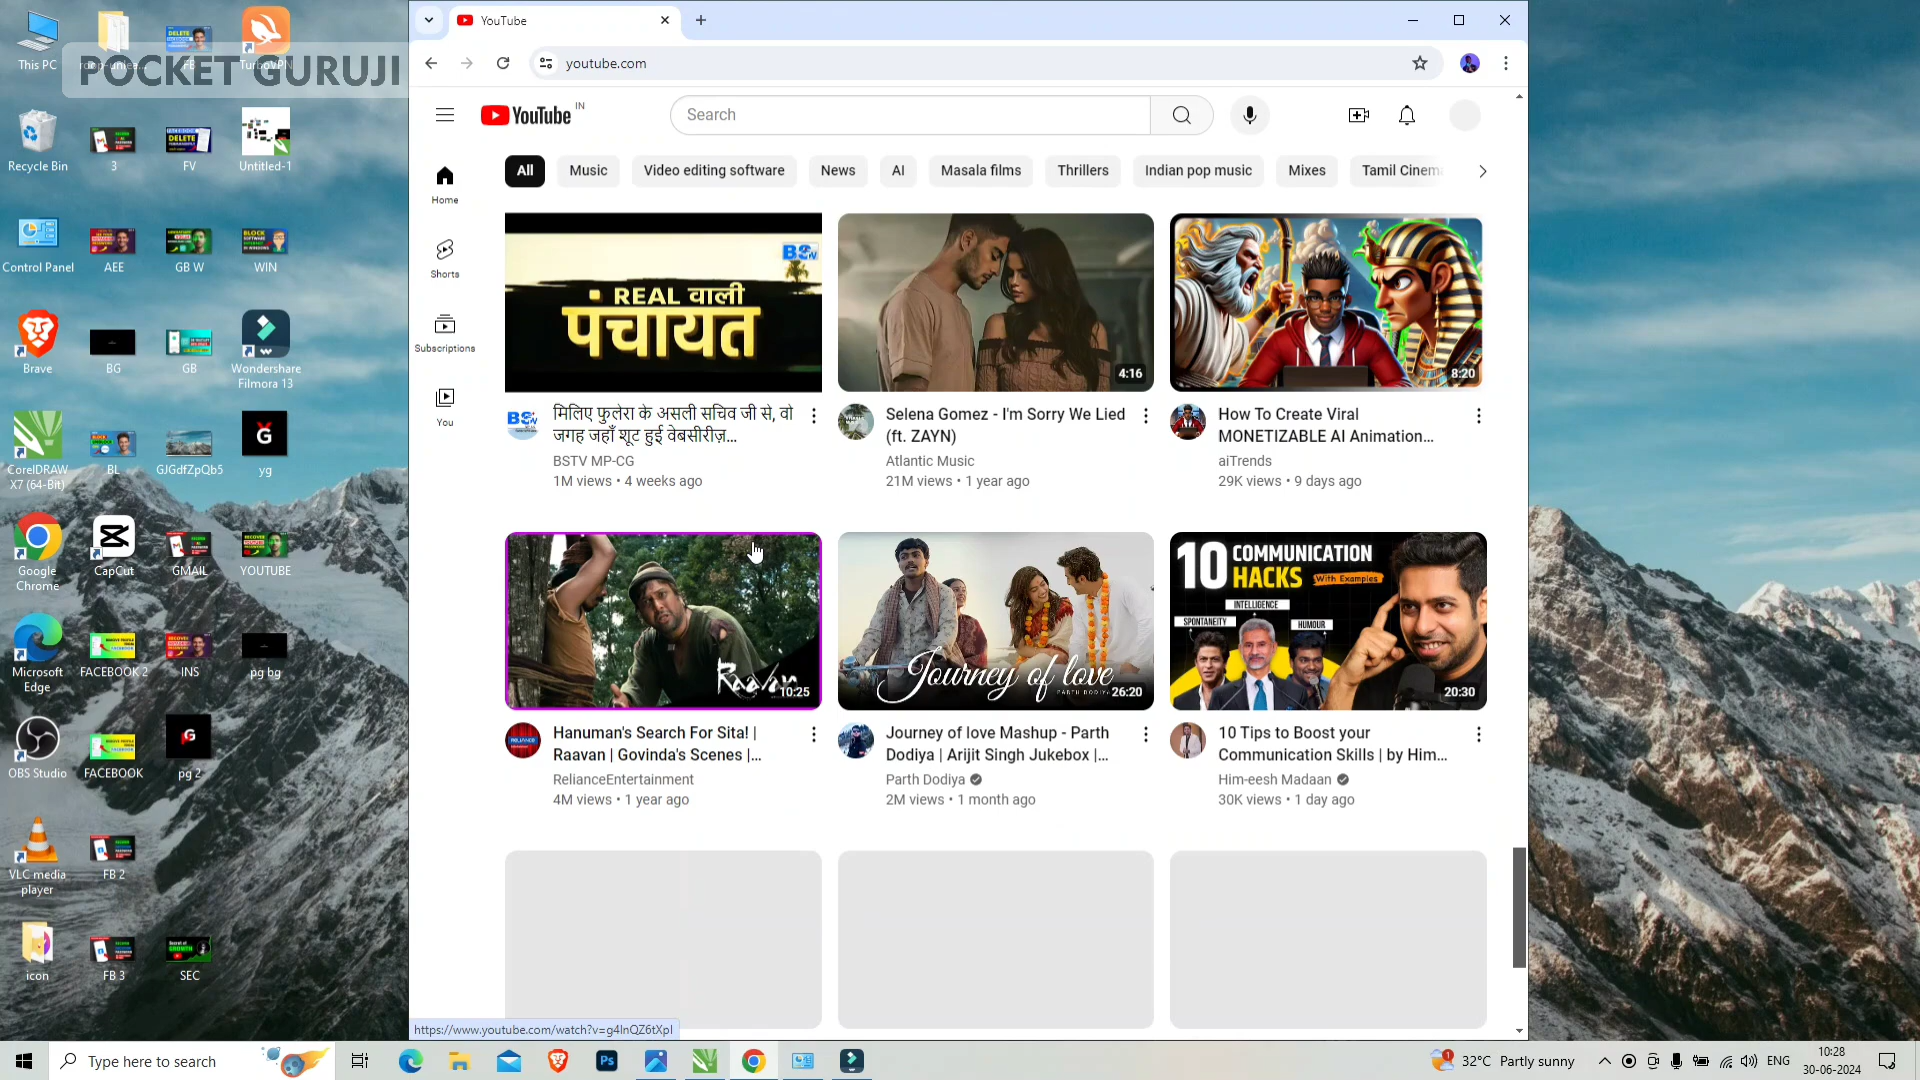 This PC
POCKET GURUJI
YouTube
youtube.com
YouTube IN
Search
Home
Shorts
Subscriptions
You
All
Music
Video editing software
News
AI
Masala films
Thrillers
Indian pop music
Mixes
Tamil Cinema
REAL वाली
पचायत
4:16
8:20
मिलिए फुलेरा के असली सचिव जी से, वो
जगह जहाँ शूट हुई वेबसीरीज़...
BSTV MP-CG
1M views • 4 weeks ago
Selena Gomez - I'm Sorry We Lied
(ft. ZAYN)
Atlantic Music
21M views • 1 year ago
How To Create Viral
MONETIZABLE AI Animation...
aiTrends
29K views • 9 days ago
Raavan
10:25
Journey of love
PARTH DODIYA
26:20
10 COMMUNICATION
HACKS With Examples
INTELLIGENCE
SPONTANEITY
HUMOUR
20:30
Hanuman's Search For Sita! |
Raavan | Govinda's Scenes |...
RelianceEntertainment
4M views • 1 year ago
Journey of love Mashup - Parth
Dodiya | Arijit Singh Jukebox |...
Parth Dodiya
2M views • 1 month ago
10 Tips to Boost your
Communication Skills | by Him...
Him-eesh Madaan
30K views • 1 day ago
https://www.youtube.com/watch?v=g4lnQZ6tXpI
FB
TurboVPN
Recycle Bin
3
FV
Untitled-1
Control Panel
AEE
GB W
WIN
Brave
BG
GB
Wondershare
Filmora 13
CorelDRAW
X7 (64-Bit)
BL
GJGdfZpQb5
yg
Google
Chrome
CapCut
GMAIL
YOUTUBE
Microsoft
Edge
FACEBOOK 2
INS
pg bg
OBS Studio
FACEBOOK
pg 2
VLC media
player
FB 2
icon
FB 3
SEC
Type here to search
Ps
32°C Partly sunny
ENG
10:28
30-06-2024